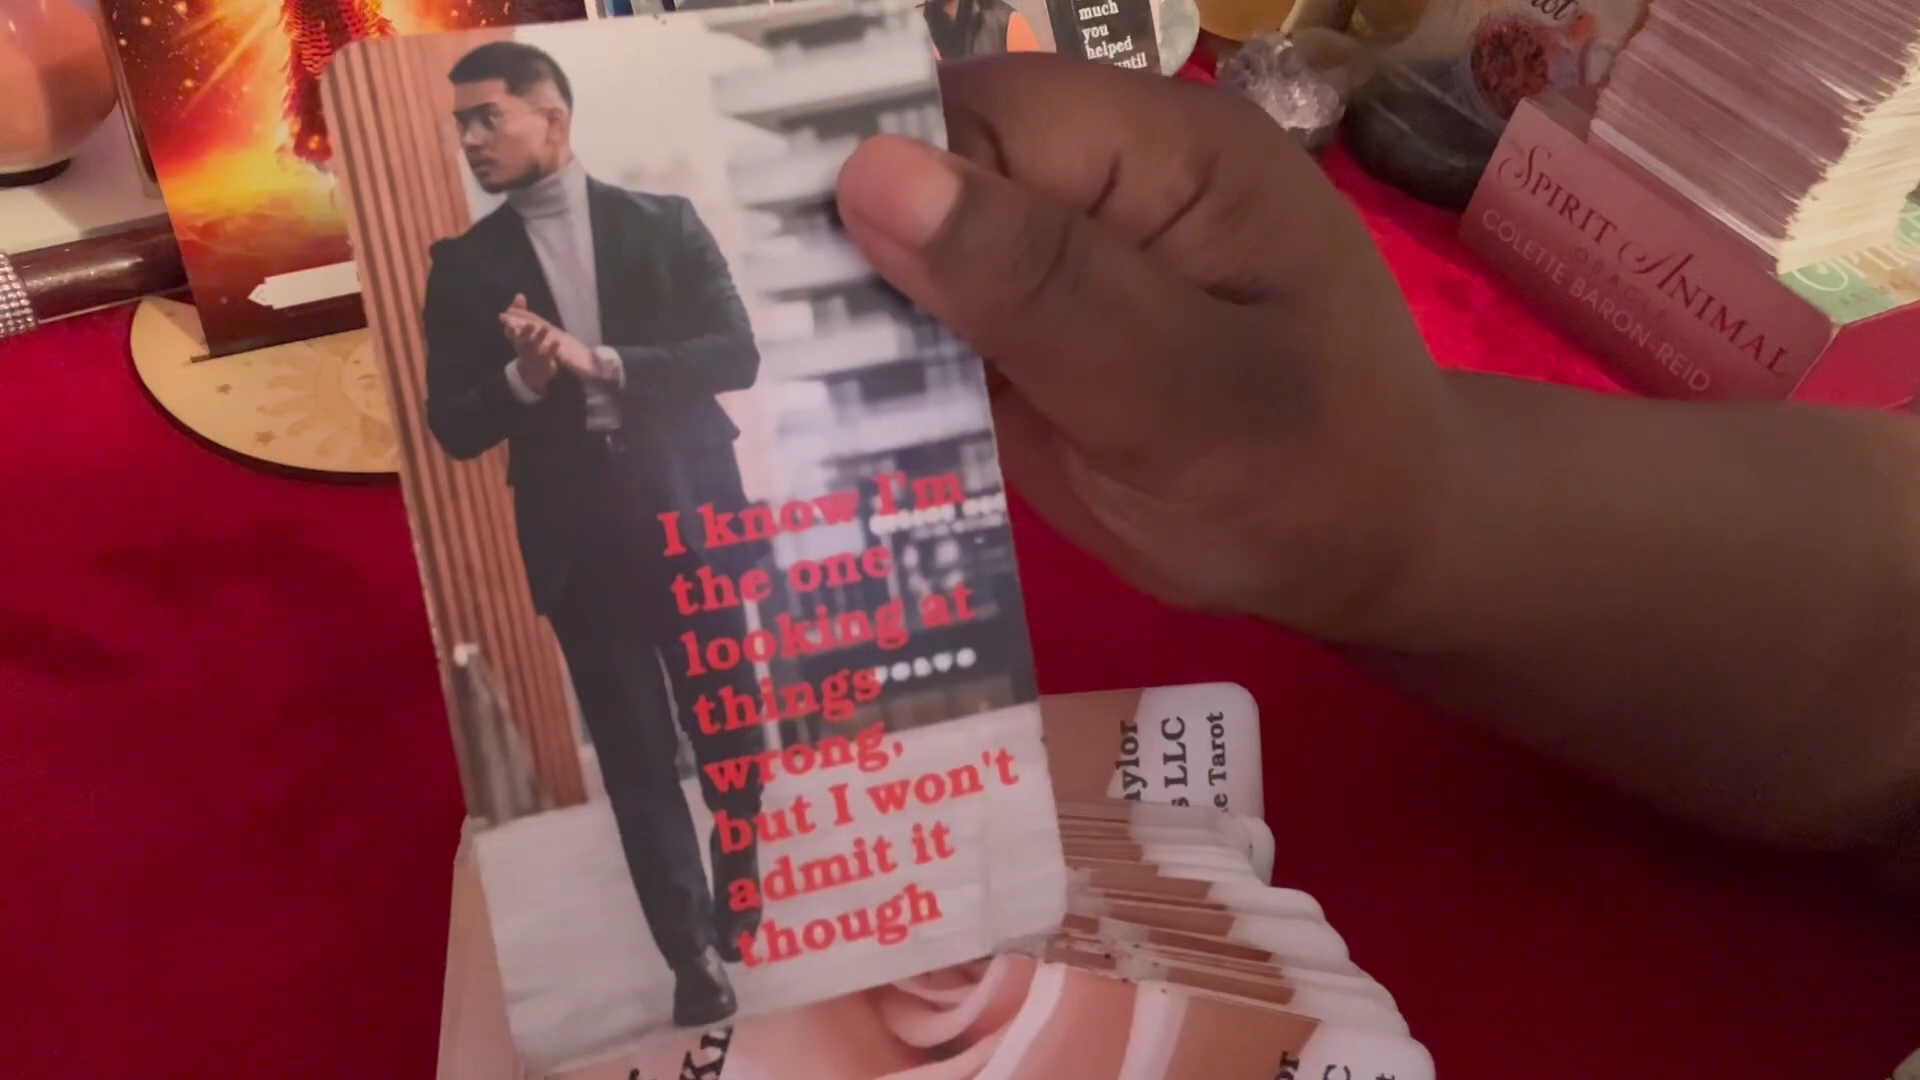 much
you
helped
until
SPIRIT ANIMAL
ORACLE
COLETTE BARON-REID
I know I'm
the one
looking at
things
wrong,
but I won't
admit it
though
aylor
s LLC
e Tarot